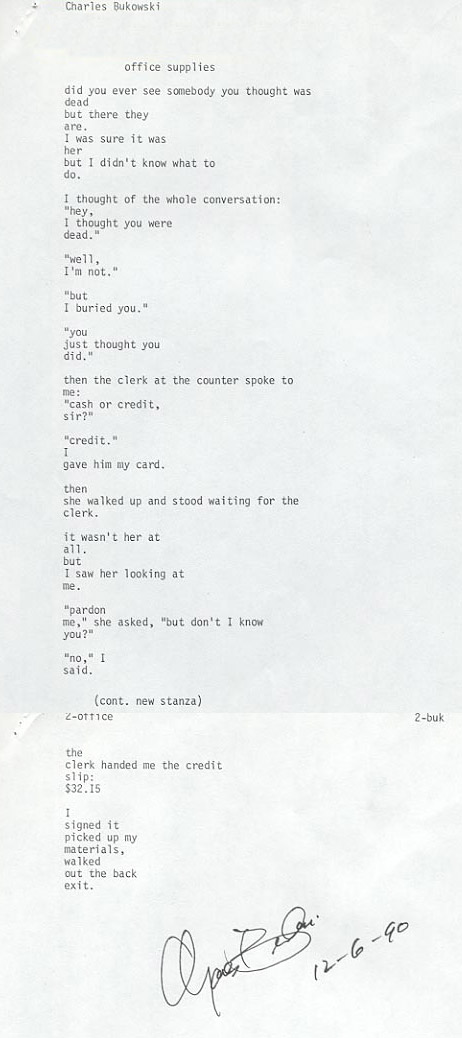 Charles Bukowski
office supplies
did you ever see somebody you thought was
dead
but there they
are.
I was sure it was
her
but I didn't know what to
do.
I thought of the whole conversation:
"hey,
I thought you were
dead."
"well,
I'm not."
"but
I buried you."
"you
just thought you
did."
then the clerk at the counter spoke to
me:
"cash or credit,
sir?"
"credit."
I
gave him my card.
then
she walked up and stood waiting for the
clerk.
it wasn't her at
all.
but
I saw her looking at
me.
"pardon
me," she asked, "but don't I know
you?"
"no," I
said.
(cont. new stanza)
2-office 2-buk
the
clerk handed me the credit
slip:
$32.15
I
signed it
picked up my
materials,
walked
out the back
exit.
12-6-90